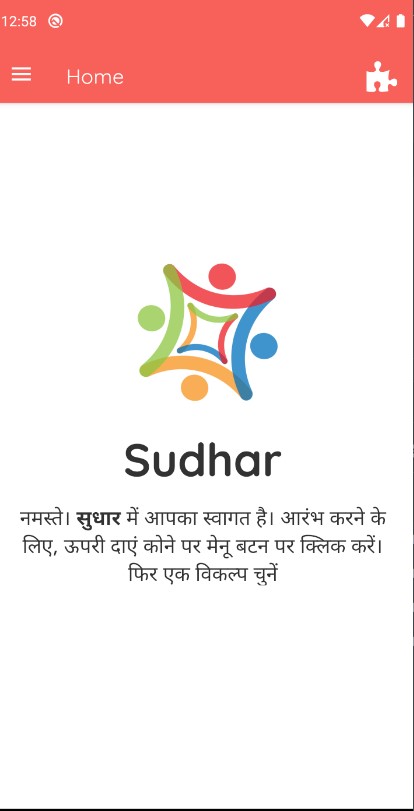 12:58
Home
Sudhar
नमस्ते। सुधार में आपका स्वागत है। आरंभ करने के
लिए, ऊपरी दाएं कोने पर मेनू बटन पर क्लिक करें।
फिर एक विकल्प चुनें